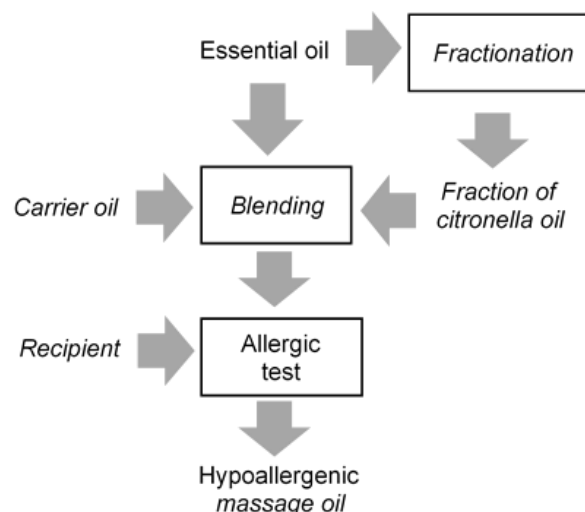 Essential oil
Fractionation
Carrier oil
Blending
Fraction of
citronella oil
Recipient
Allergic
test
Hypoallergenic
massage oil